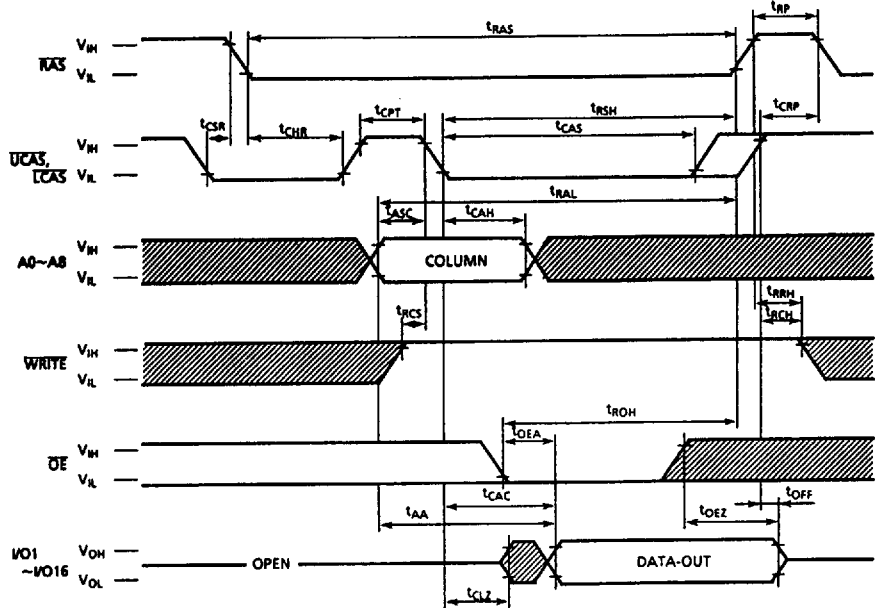 tRAS
tRP
RAS
VIH
VIL
tCSR
tCHR
tCPT
tRSH
tCRP
tCAS
UCAS,
LCAS
VIH
VIL
tRAL
tASC
tCAH
A0~A8
VIH
VIL
COLUMN
tRCS
tRRH
tRCH
WRITE
VIH
VIL
tROH
tOEA
OE
VIH
VIL
tCAC
tAA
tOEZ
tOFF
I/O1
~I/O16
VOH
VOL
OPEN
DATA-OUT
tCLZ